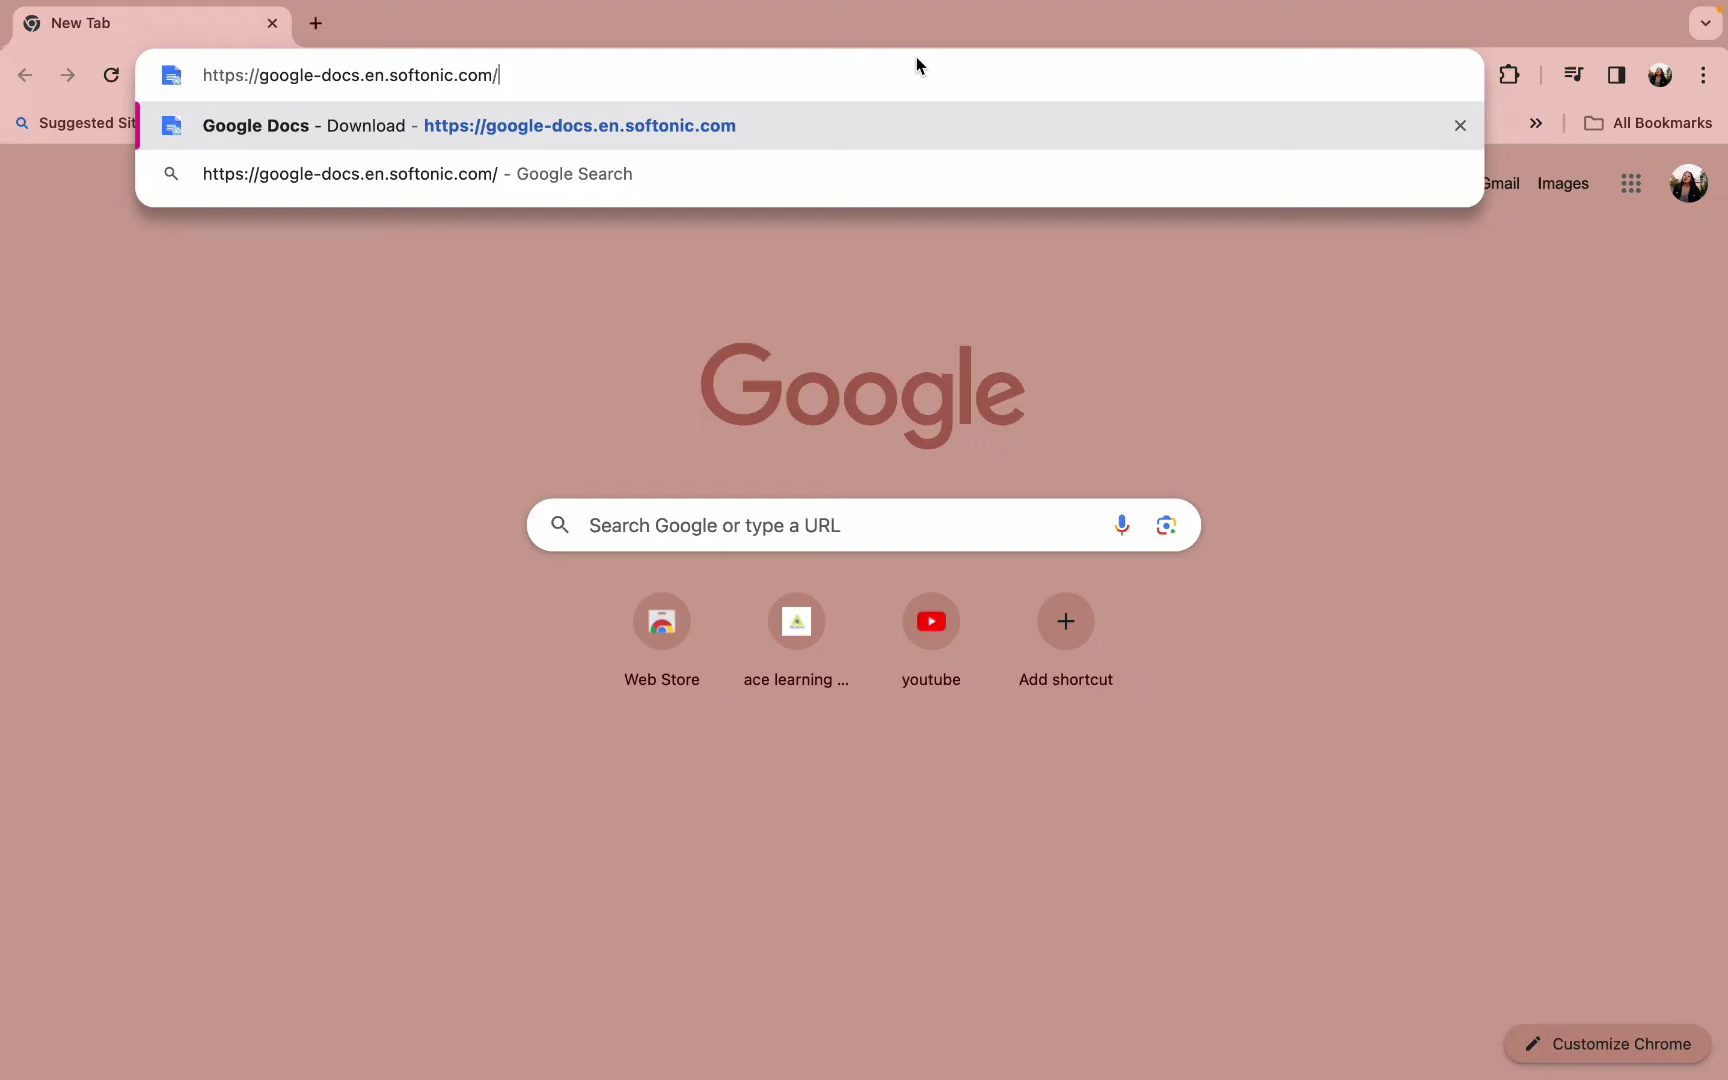 New Tab
https://google-docs.en.softonic.com/
Suggested Sit
Google Docs - Download - https://google-docs.en.softonic.com
All Bookmarks
https://google-docs.en.softonic.com/ - Google Search
Gmail Images
Google
Search Google or type a URL
Web Store ace learning ... youtube Add shortcut
Customize Chrome